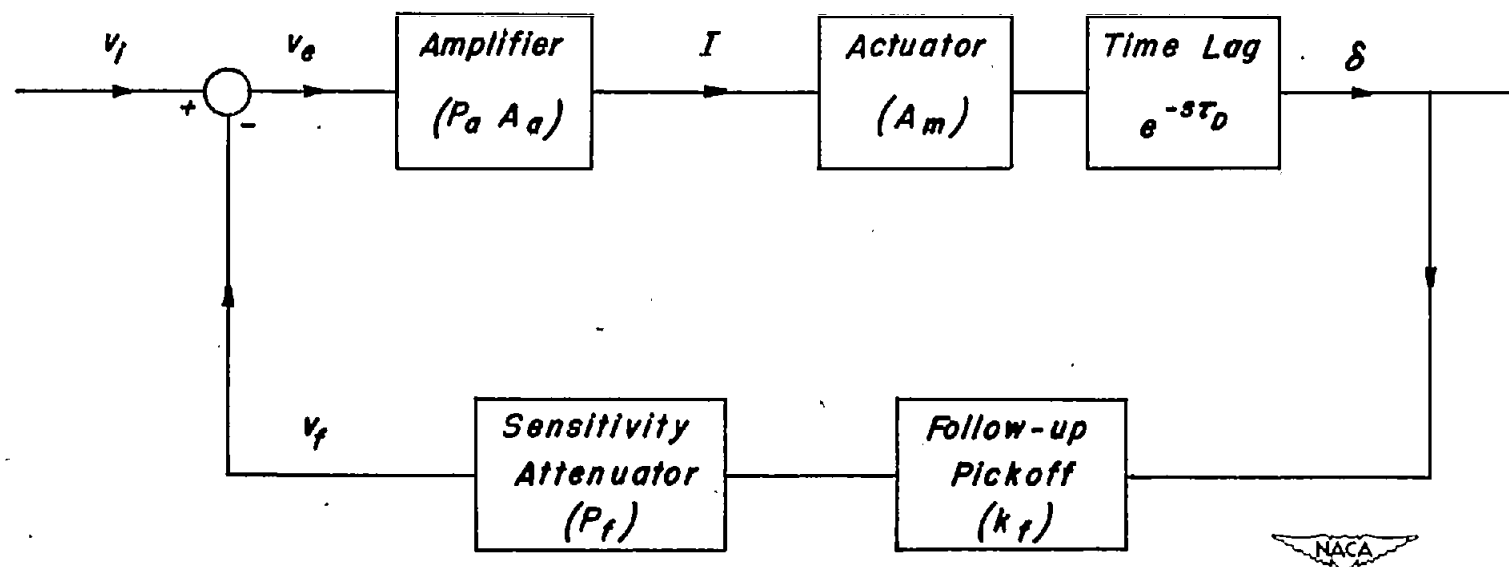 v_i
v_e
Amplifier
(P_a A_a)
I
Actuator
(A_m)
Time Lag
e^{-sτ_D}
δ
+
-
v_f
Sensitivity
Attenuator
(P_f)
Follow-up
Pickoff
(k_f)
NACA